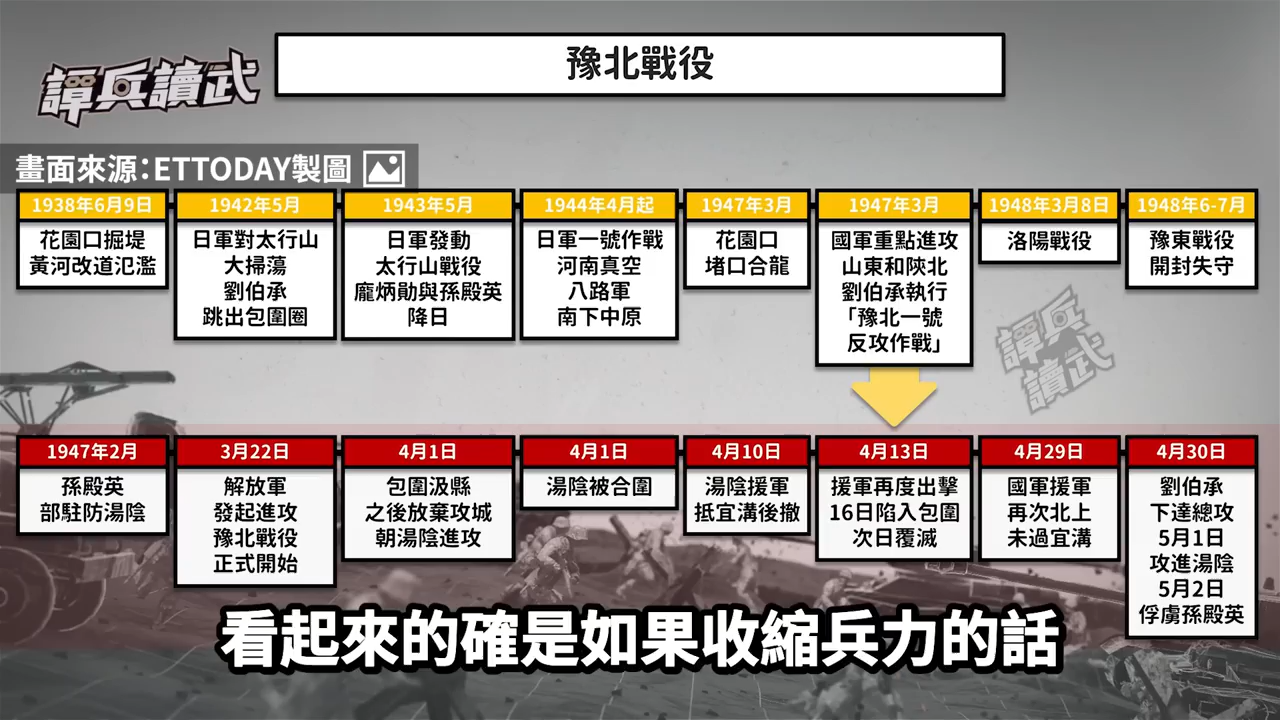 豫北戰役
譚兵讀武
畫面來源：ETTODAY製圖
1938年6月9日
花園口掘堤
黃河改道氾濫
1942年5月
日軍對太行山
大掃蕩
劉伯承
跳出包圍圈
1943年5月
日軍發動
太行山戰役
龐炳勛與孫殿英
降日
1944年4月起
日軍一號作戰
河南真空
八路軍
南下中原
1947年3月
花園口
堵口合龍
1947年3月
國軍重點進攻
山東和陝北
劉伯承執行
「豫北一號
反攻作戰」
1948年3月8日
洛陽戰役
1948年6-7月
豫東戰役
開封失守
譚兵
讀武
1947年2月
孫殿英
部駐防湯陰
3月22日
解放軍
發起進攻
豫北戰役
正式開始
4月1日
包圍汲縣
之後放棄攻城
朝湯陰進攻
4月1日
湯陰被合圍
4月10日
湯陰援軍
抵宜溝後撤
4月13日
援軍再度出擊
16日陷入包圍
次日覆滅
4月29日
國軍援軍
再次北上
未過宜溝
4月30日
劉伯承
下達總攻
5月1日
攻進湯陰
5月2日
俘虜孫殿英
看起來的確是如果收縮兵力的話